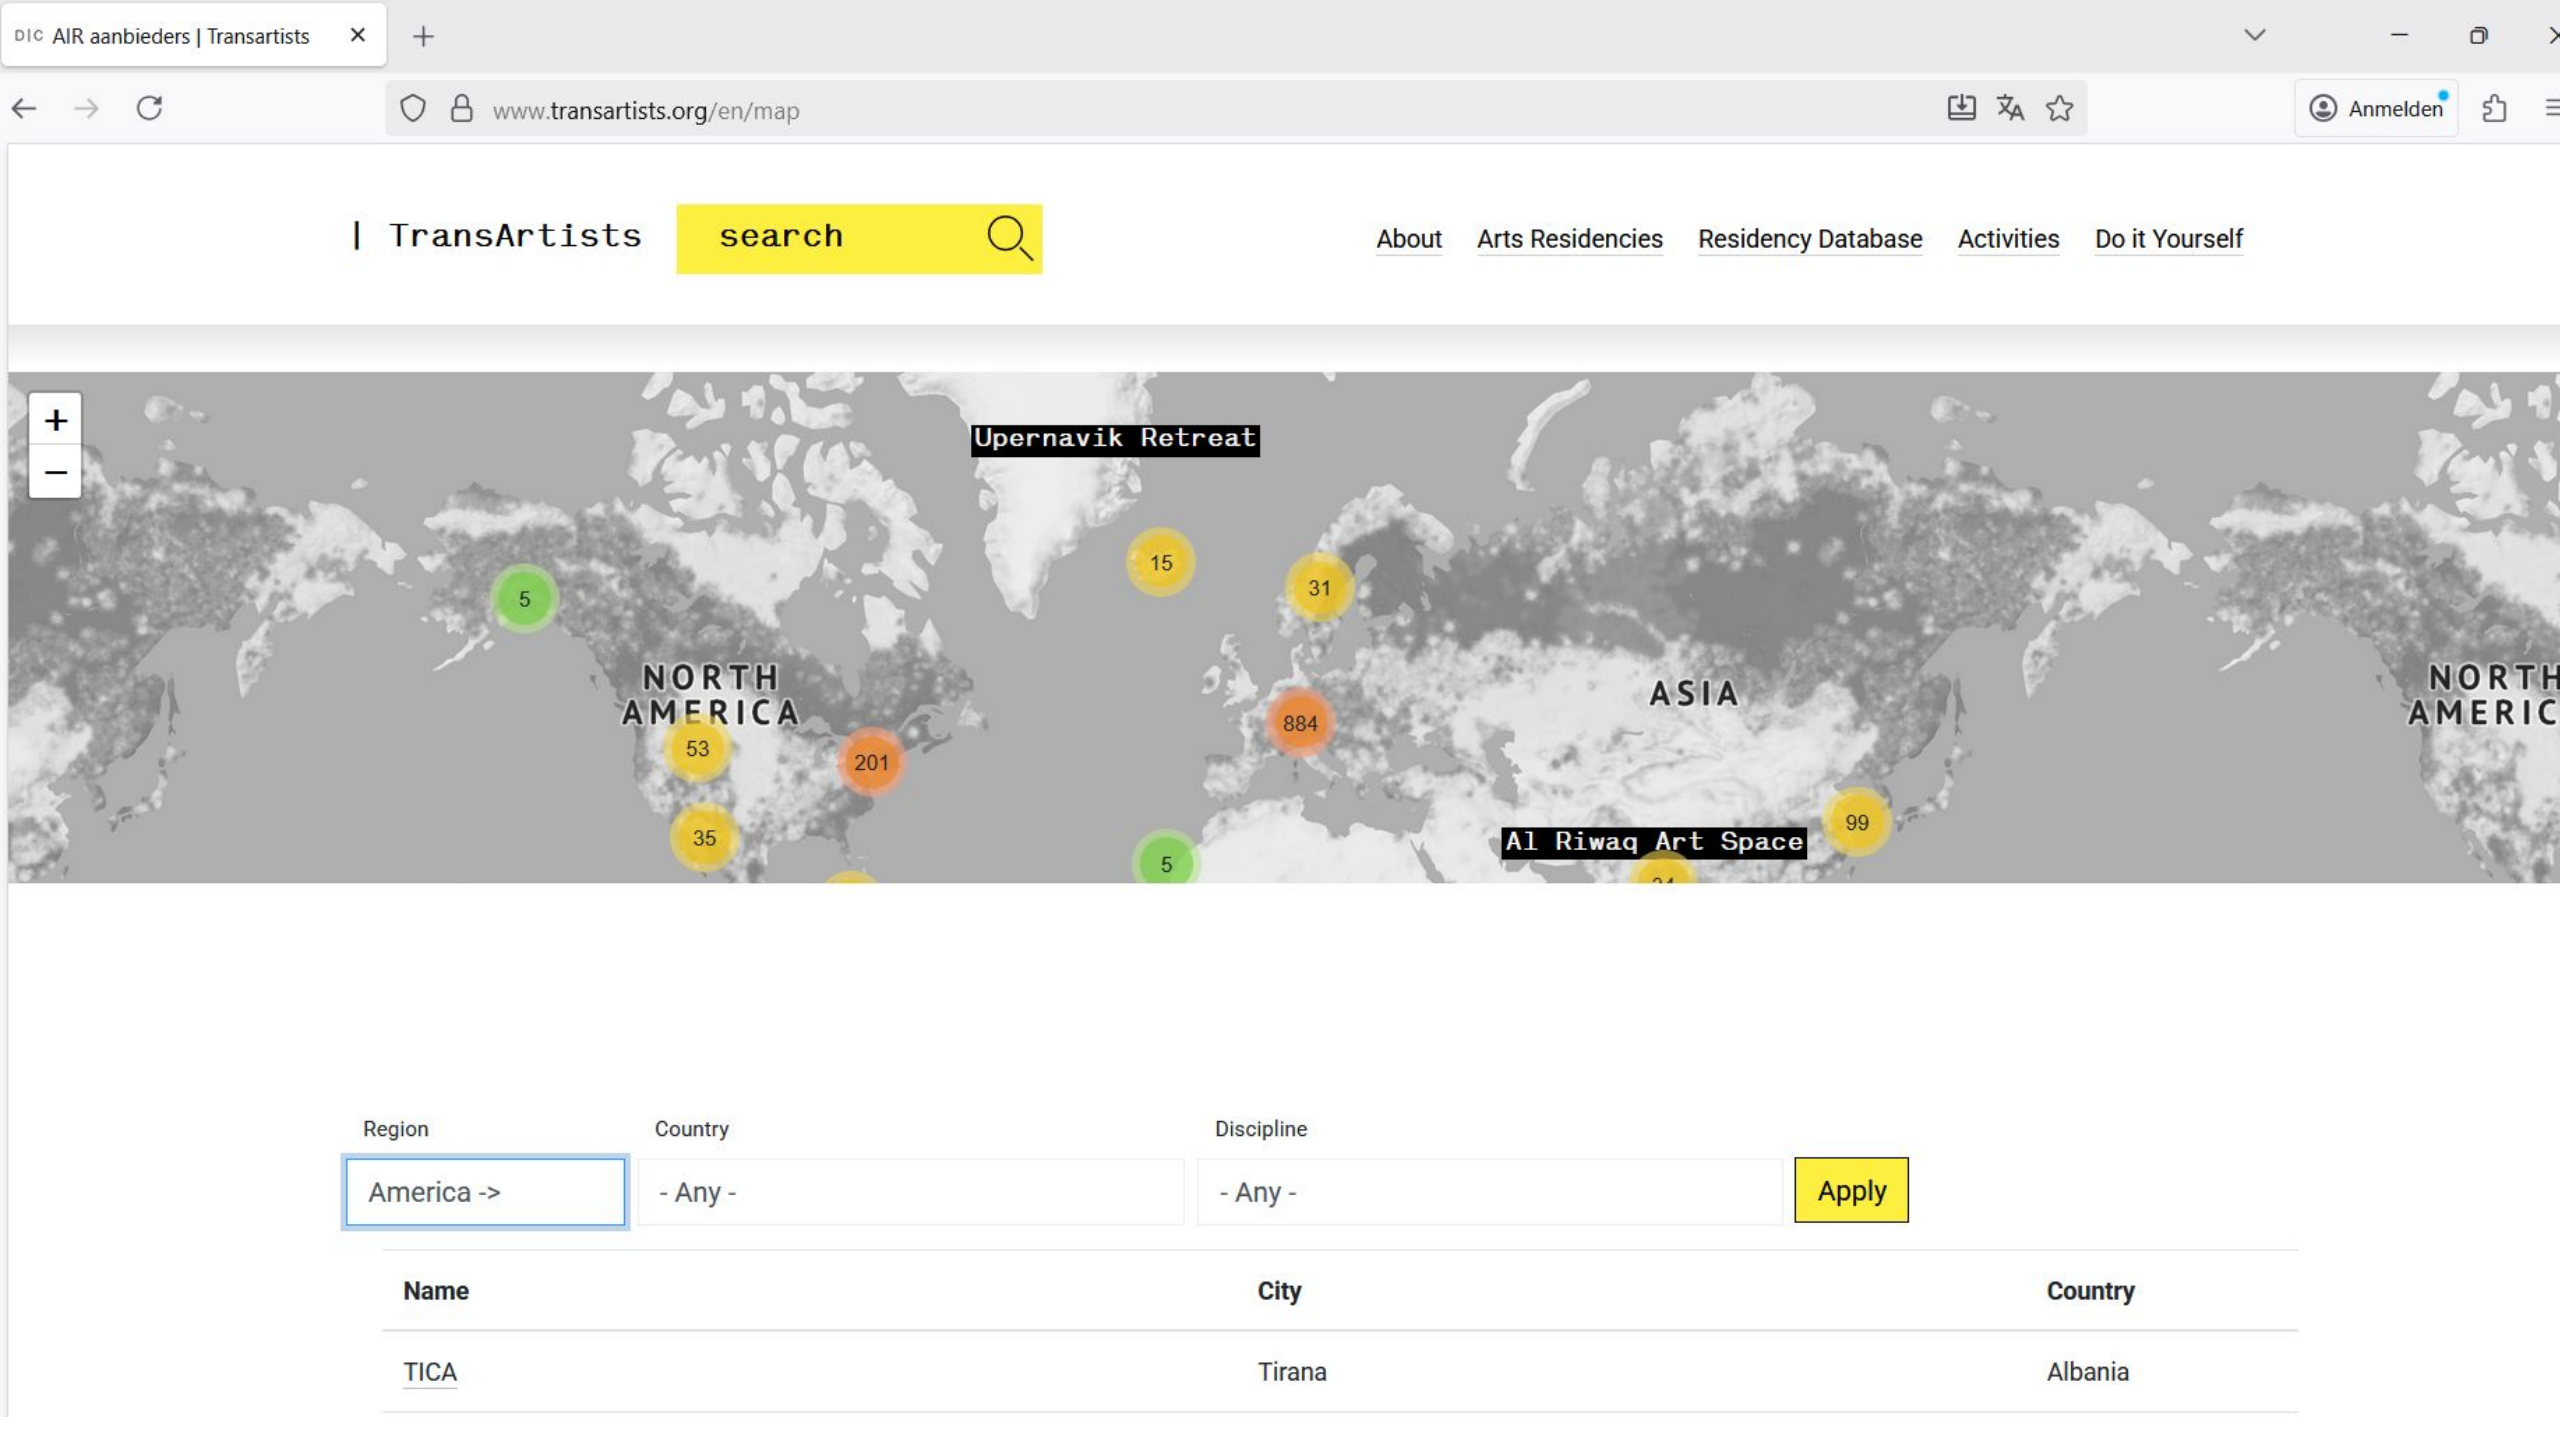 DIC AIR aanbieders | Transartists
www.transartists.org/en/map
Anmelden
| TransArtists
search
About Arts Residencies Residency Database Activities Do it Yourself
+
−
Upernavik Retreat
15
31
5
NORTH
AMERICA
ASIA
NORTH
AMERIC
884
53
201
35
99
Al Riwaq Art Space
5
Region Country Discipline
America -> - Any - - Any - Apply
Name City Country
TICA Tirana Albania